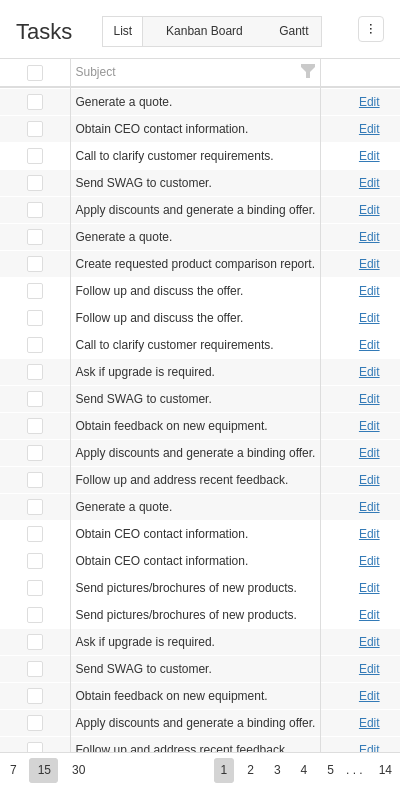 Tasks
List Kanban Board Gantt
Subject
Generate a quote. Edit
Obtain CEO contact information. Edit
Call to clarify customer requirements. Edit
Send SWAG to customer. Edit
Apply discounts and generate a binding offer. Edit
Generate a quote. Edit
Create requested product comparison report. Edit
Follow up and discuss the offer. Edit
Follow up and discuss the offer. Edit
Call to clarify customer requirements. Edit
Ask if upgrade is required. Edit
Send SWAG to customer. Edit
Obtain feedback on new equipment. Edit
Apply discounts and generate a binding offer. Edit
Follow up and address recent feedback. Edit
Generate a quote. Edit
Obtain CEO contact information. Edit
Obtain CEO contact information. Edit
Send pictures/brochures of new products. Edit
Send pictures/brochures of new products. Edit
Ask if upgrade is required. Edit
Send SWAG to customer. Edit
Obtain feedback on new equipment. Edit
Apply discounts and generate a binding offer. Edit
Follow up and address recent feedback. Edit
7 15 30 1 2 3 4 5 . . . 14